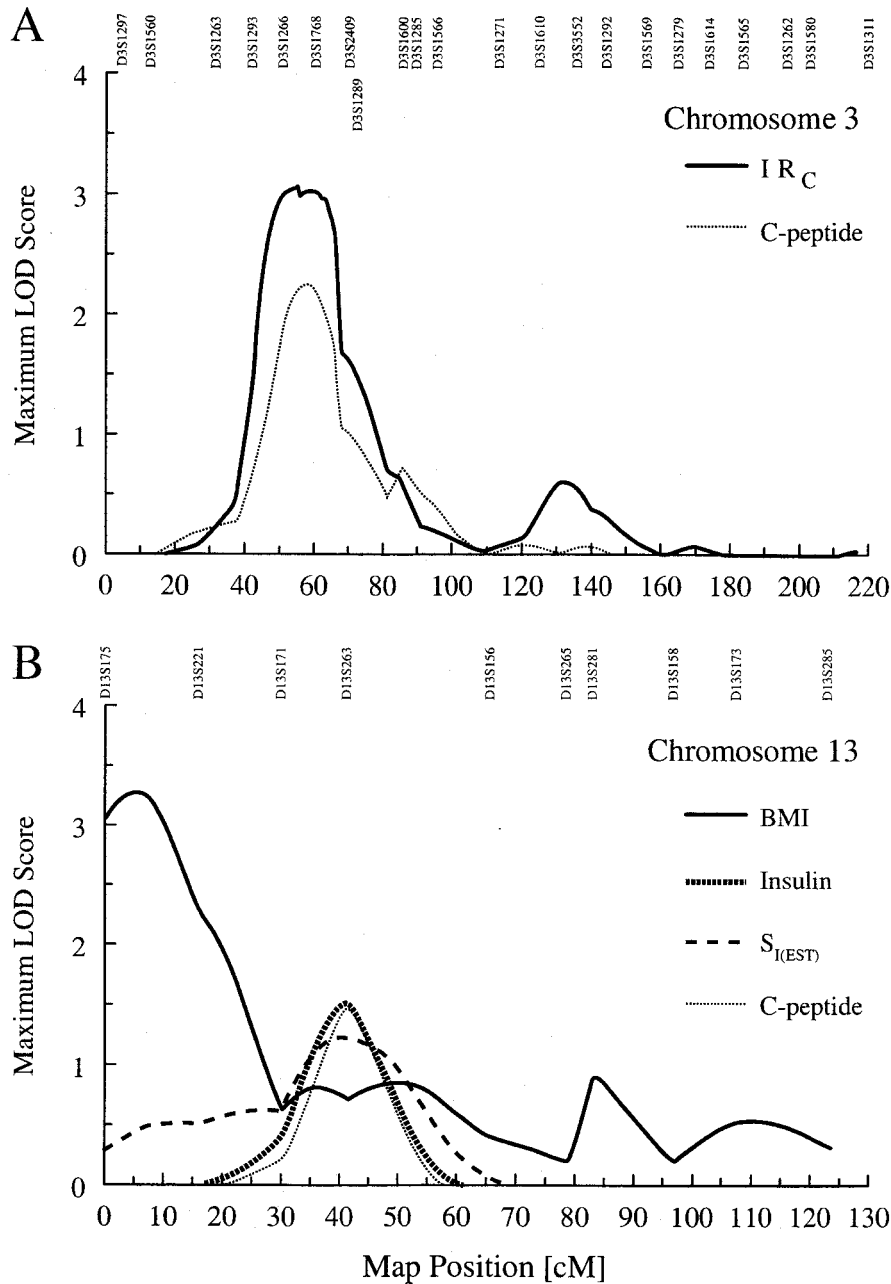 A
D3S1297 D3S1560 D3S1263 D3S1293 D3S1266 D3S1768 D3S2409 D3S1600 D3S1285 D3S1566 D3S1271 D3S1610 D3S3552 D3S1292 D3S1569 D3S1279 D3S1614 D3S1565 D3S1262 D3S1580 D3S1311
D3S1289
Chromosome 3
I R C
C-peptide
Maximum LOD Score
4
3
2
1
0
0 20 40 60 80 100 120 140 160 180 200 220
B
D13S175 D13S221 D13S171 D13S263 D13S156 D13S265 D13S281 D13S158 D13S173 D13S285
Chromosome 13
BMI
Insulin
S I(EST)
C-peptide
Maximum LOD Score
4
3
2
1
0
0 10 20 30 40 50 60 70 80 90 100 110 120 130
Map Position [cM]